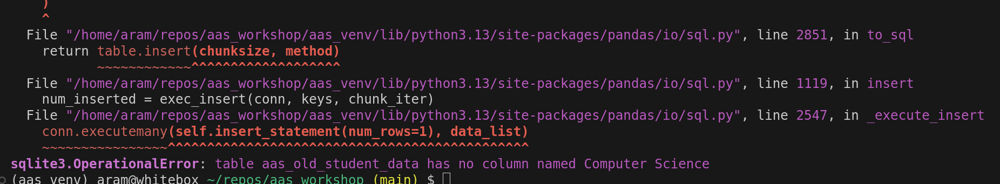 )
^
File "/home/aram/repos/aas_workshop/aas_venv/lib/python3.13/site-packages/pandas/io/sql.py", line 2851, in to_sql
return table.insert(chunksize, method)
~~~~~~~~~~~~^^^^^^^^^^^^^^^^^^^
File "/home/aram/repos/aas_workshop/aas_venv/lib/python3.13/site-packages/pandas/io/sql.py", line 1119, in insert
num_inserted = exec_insert(conn, keys, chunk_iter)
File "/home/aram/repos/aas_workshop/aas_venv/lib/python3.13/site-packages/pandas/io/sql.py", line 2547, in _execute_insert
conn.executemany(self.insert_statement(num_rows=1), data_list)
~~~~~~~~~~~~~~~~^^^^^^^^^^^^^^^^^^^^^^^^^^^^^^^^^^^^^^^^^^^^^^
sqlite3.OperationalError: table aas_old_student_data has no column named Computer Science
(aas_venv) aram@whitebox ~/repos/aas_workshop (main) $